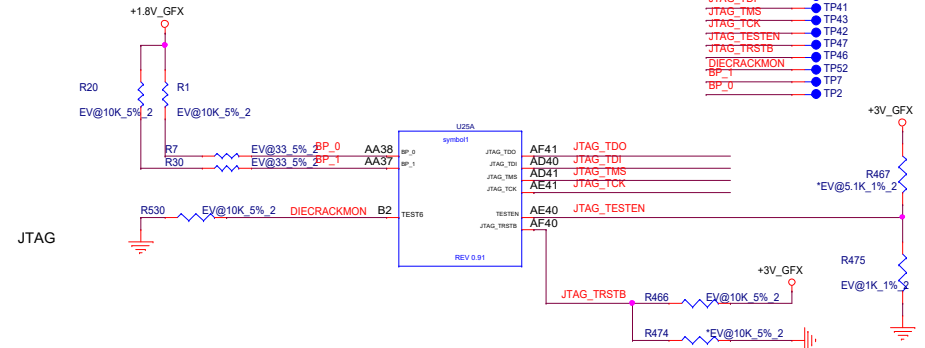 +1.8V_GFX
R20
R1
EV@10K_5%_2
EV@10K_5%_2
R7
EV@33_5%_2
BP_0
AA38
R30
EV@33_5%_2
BP_1
AA37
R530
EV@10K_5%_2
DIECRACKMON
B2
JTAG
U25A
symbol1
BP_0
BP_1
TEST6
JTAG_TDO
JTAG_TDI
JTAG_TMS
JTAG_TCK
TESTEN
JTAG_TRSTB
REV 0.91
AF41
JTAG_TDO
AD40
JTAG_TDI
AD41
JTAG_TMS
AE41
JTAG_TCK
AE40
JTAG_TESTEN
AF40
JTAG_TRSTB
+3V_GFX
R466
EV@10K_5%_2
R474
*EV@10K_5%_2
JTAG_TDI
TP41
JTAG_TMS
TP43
JTAG_TCK
TP42
JTAG_TESTEN
TP47
JTAG_TRSTB
TP46
DIECRACKMON
TP52
BP_1
TP7
BP_0
TP2
+3V_GFX
R467
*EV@5.1K_1%_2
R475
EV@1K_1%_2